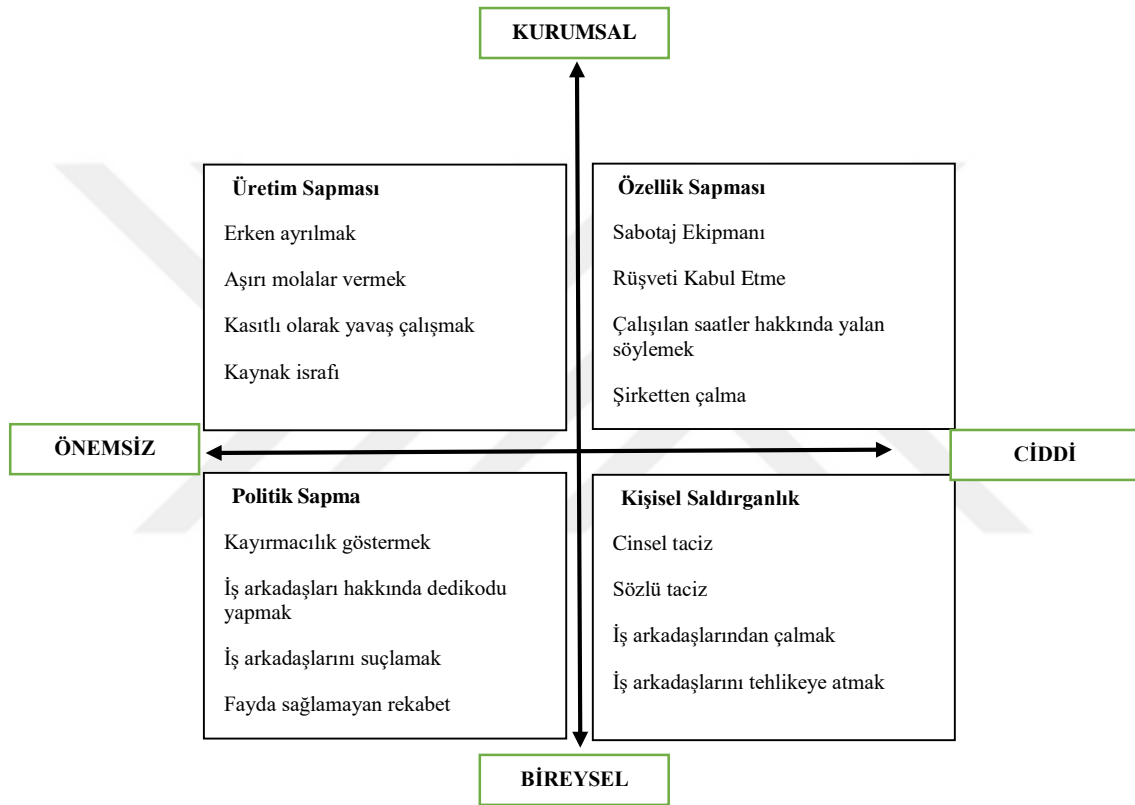 KURUMSAL
Üretim Sapması
Erken ayrılmak
Aşırı molalar vermek
Kasıtlı olarak yavaş çalışmak
Kaynak israfı
Özellik Sapması
Sabotaj Ekipmanı
Rüşveti Kabul Etme
Çalışılan saatler hakkında yalan
söylemek
Şirketten çalma
ÖNEMSİZ
CİDDİ
Politik Sapma
Kayırmacılık göstermek
İş arkadaşları hakkında dedikodu
yapmak
İş arkadaşlarını suçlamak
Fayda sağlamayan rekabet
Kişisel Saldırganlık
Cinsel taciz
Sözlü taciz
İş arkadaşlarından çalmak
İş arkadaşlarını tehlikeye atmak
BİREYSEL